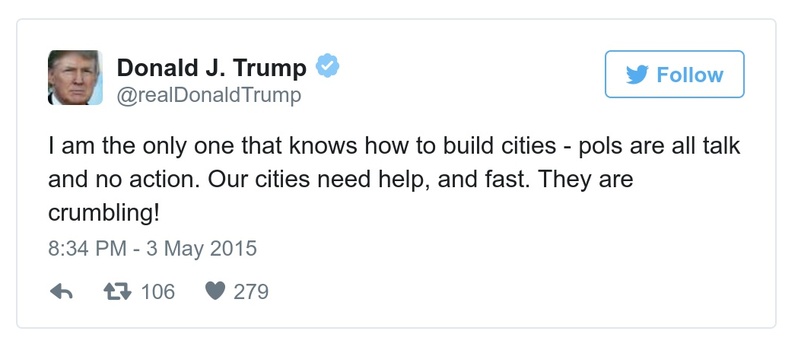 Donald J. Trump
@realDonaldTrump
Follow
I am the only one that knows how to build cities - pols are all talk
and no action. Our cities need help, and fast. They are
crumbling!
8:34 PM - 3 May 2015
106
279